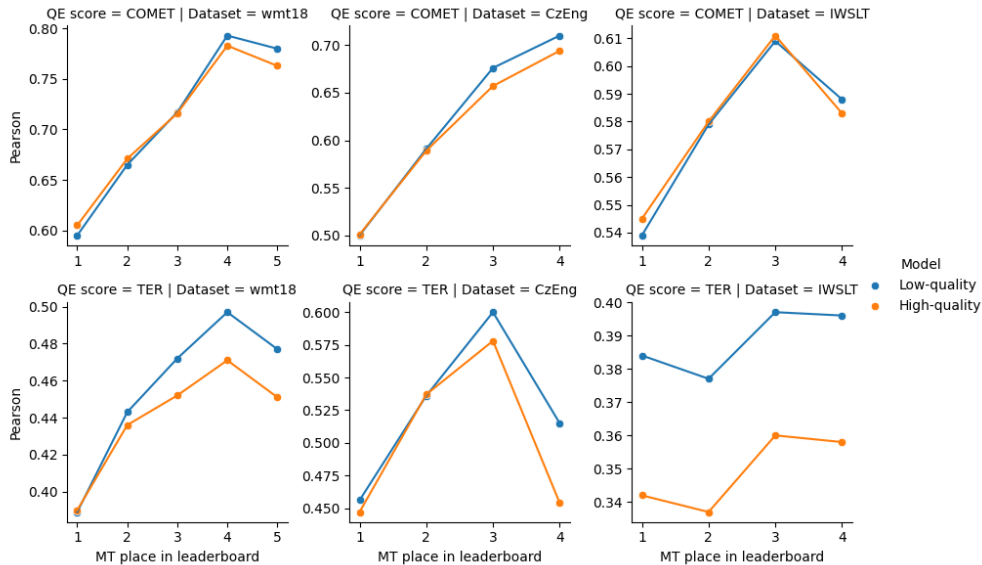 QE score = COMET | Dataset = wmt18
QE score = COMET | Dataset = CzEng
QE score = COMET | Dataset = IWSLT
Pearson
0.80
0.75
0.70
0.65
0.60
1 2 3 4 5
0.70
0.65
0.60
0.55
0.50
1 2 3 4
0.61
0.60
0.59
0.58
0.57
0.56
0.55
0.54
1 2 3 4
Model
Low-quality
High-quality
QE score = TER | Dataset = wmt18
QE score = TER | Dataset = CzEng
QE score = TER | Dataset = IWSLT
Pearson
0.50
0.48
0.46
0.44
0.42
0.40
1 2 3 4 5
MT place in leaderboard
0.600
0.575
0.550
0.525
0.500
0.475
0.450
1 2 3 4
MT place in leaderboard
0.40
0.39
0.38
0.37
0.36
0.35
0.34
1 2 3 4
MT place in leaderboard